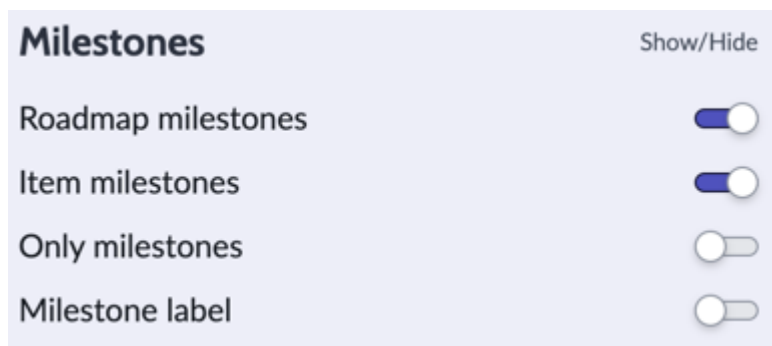 Milestones Show/Hide
Roadmap milestones
Item milestones
Only milestones
Milestone label